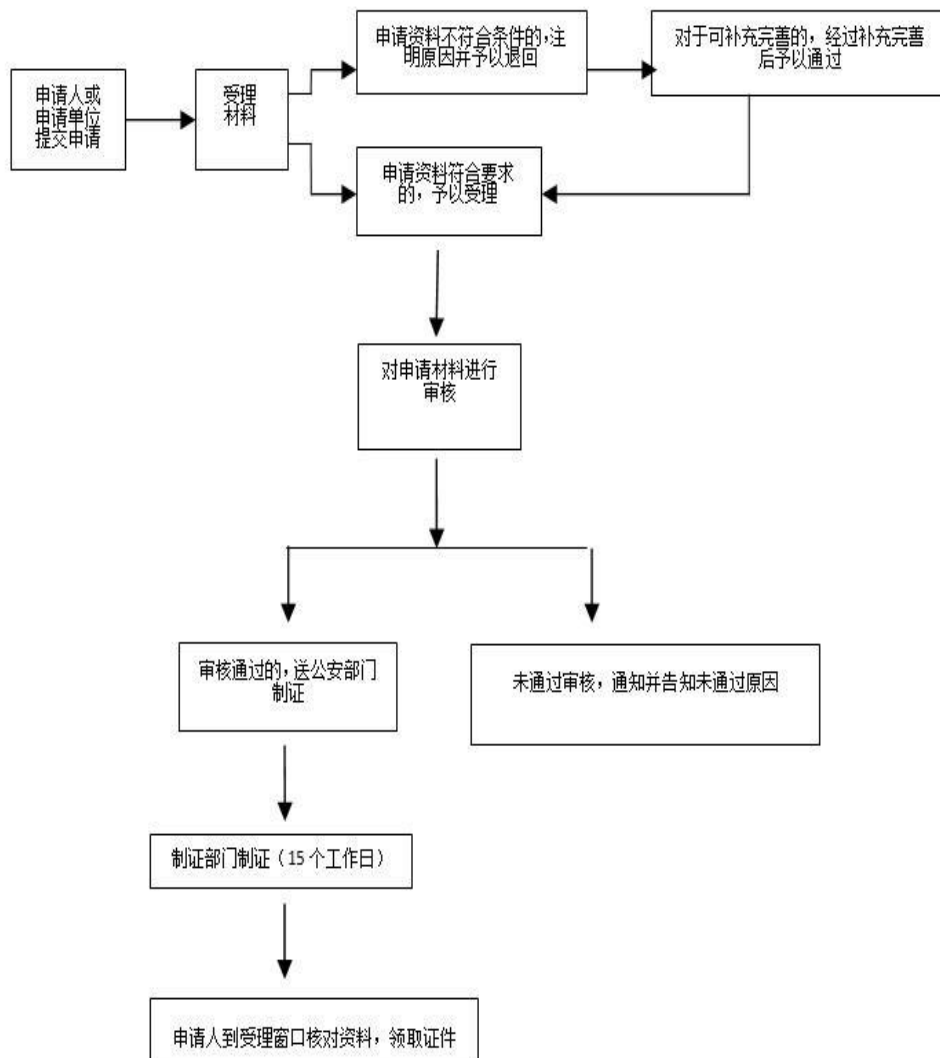 申请人或
申请单位
提交申请
受理
材料
申请资料不符合条件的，注
明原因并予以退回
对于可补充完善的，经过补充完善
后予以通过
申请资料符合要求
的，予以受理
对申请材料进行
审核
审核通过的，送公安部门
制证
未通过审核，通知并告知未通过原因
制证部门制证（15 个工作日）
申请人到受理窗口核对资料，领取证件